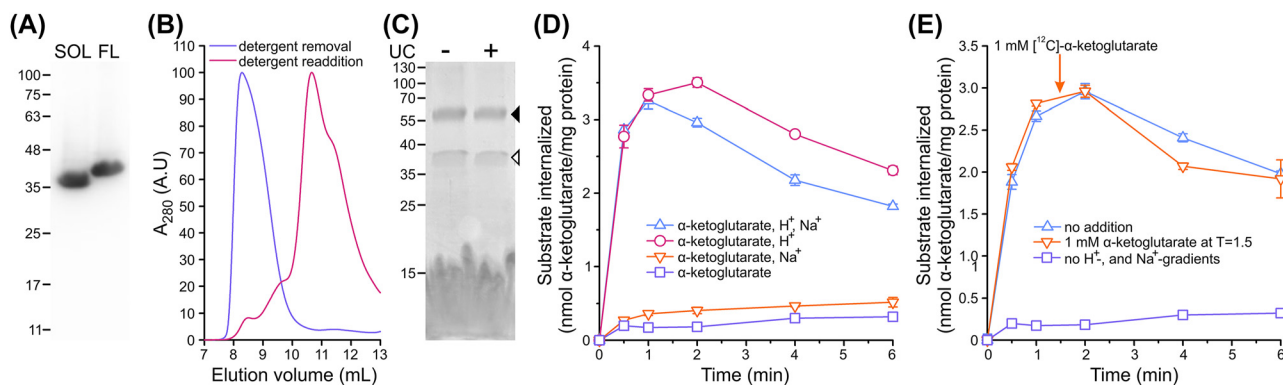 (A)
SOL FL
100
75
63
48
35
25
17
11
(B)
detergent removal
detergent readdition
110
100
90
80
70
60
50
40
30
20
10
0
A280 (A.U)
7 8 9 10 11 12 13
Elution volume (mL)
(C)
UC - +
130
100
70
55
40
35
25
15
(D)
Substrate internalized
(nmol α-ketoglutarate/mg protein)
4
3
2
1
0
α-ketoglutarate, H+, Na+
α-ketoglutarate, H+
α-ketoglutarate, Na+
α-ketoglutarate
0 1 2 3 4 5 6
Time (min)
(E)
1 mM [12C]-α-ketoglutarate
Substrate internalized
(nmol α-ketoglutarate/mg protein)
3.5
3.0
2.5
2.0
1.5
1.0
0.5
0.0
no addition
1 mM α-ketoglutarate at T=1.5
no H+-, and Na+-gradients
0 1 2 3 4 5 6
Time (min)